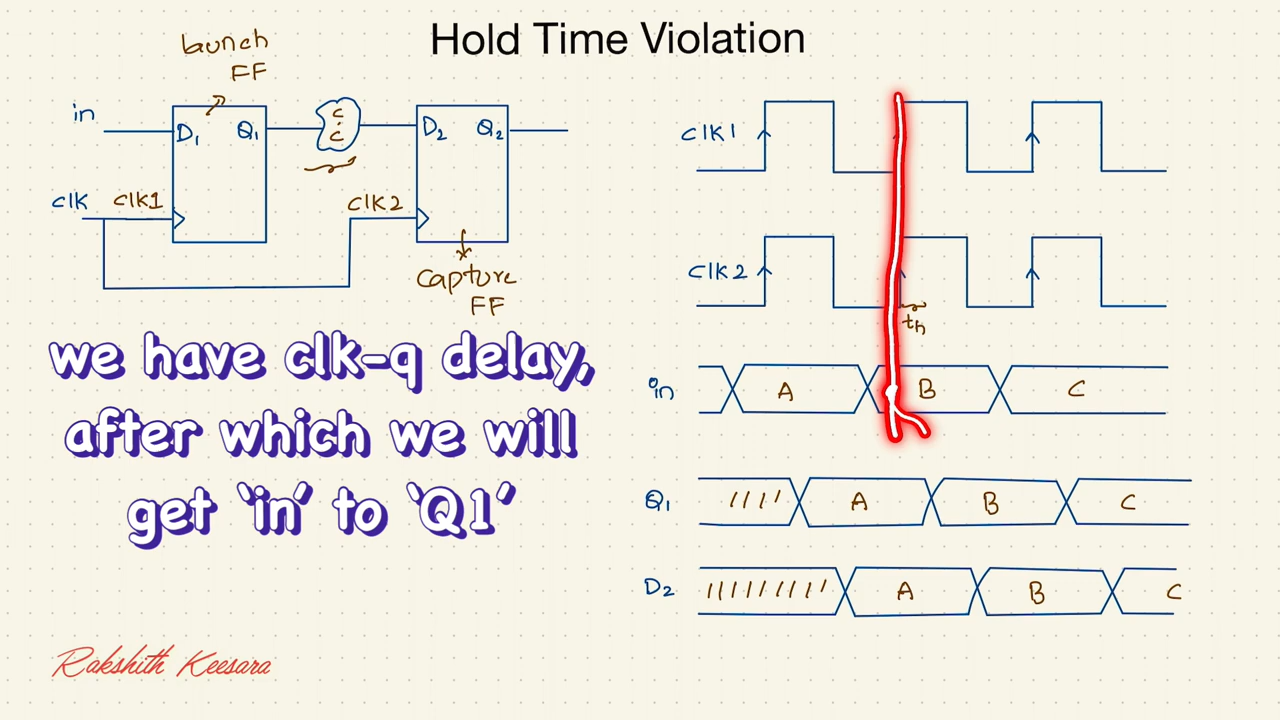 Hold Time Violation
launch
FF
in
D1 Q1
C
C
D2 Q2
clk clk1
clk2
Capture
FF
we have clk-q delay,
after which we will
get 'in' to 'Q1'
Rakshith Keesara
clk1
clk2
th
in A B C
Q1 A B C
D2 A B C